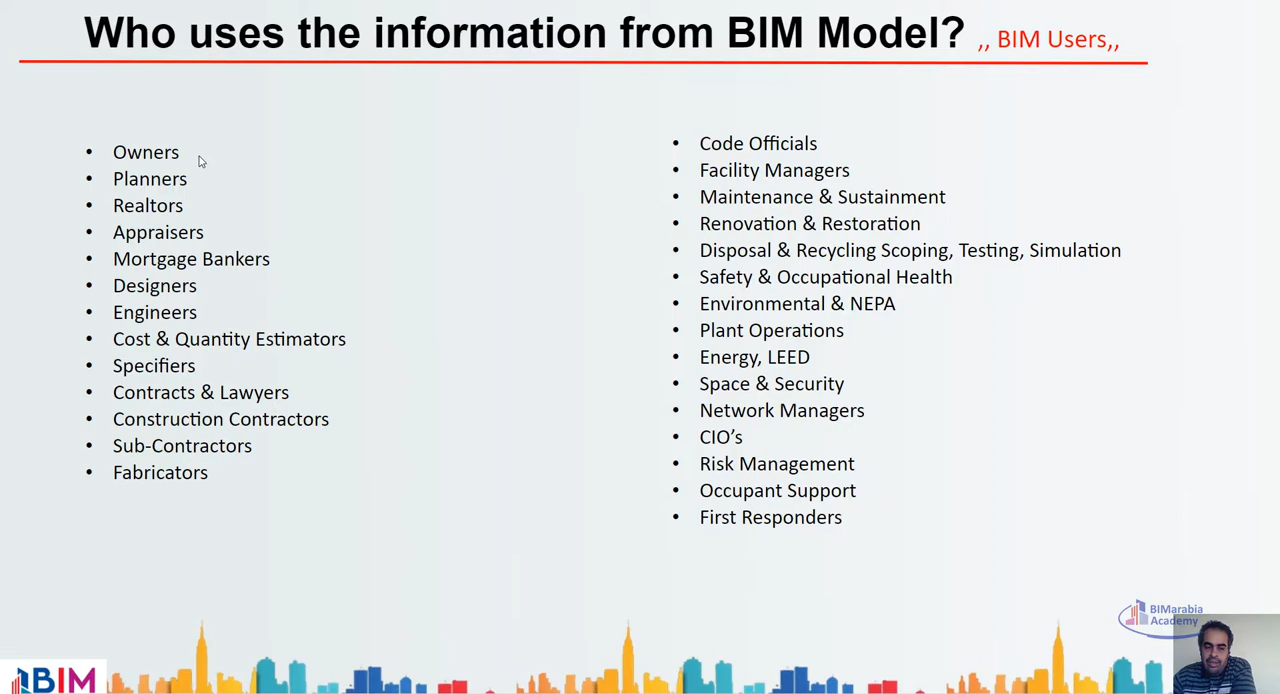 Who uses the information from BIM Model? ,, BIM Users,,
• Owners
• Planners
• Realtors
• Appraisers
• Mortgage Bankers
• Designers
• Engineers
• Cost & Quantity Estimators
• Specifiers
• Contracts & Lawyers
• Construction Contractors
• Sub-Contractors
• Fabricators
• Code Officials
• Facility Managers
• Maintenance & Sustainment
• Renovation & Restoration
• Disposal & Recycling Scoping, Testing, Simulation
• Safety & Occupational Health
• Environmental & NEPA
• Plant Operations
• Energy, LEED
• Space & Security
• Network Managers
• CIO’s
• Risk Management
• Occupant Support
• First Responders
BIMarabia
Academy
BIM